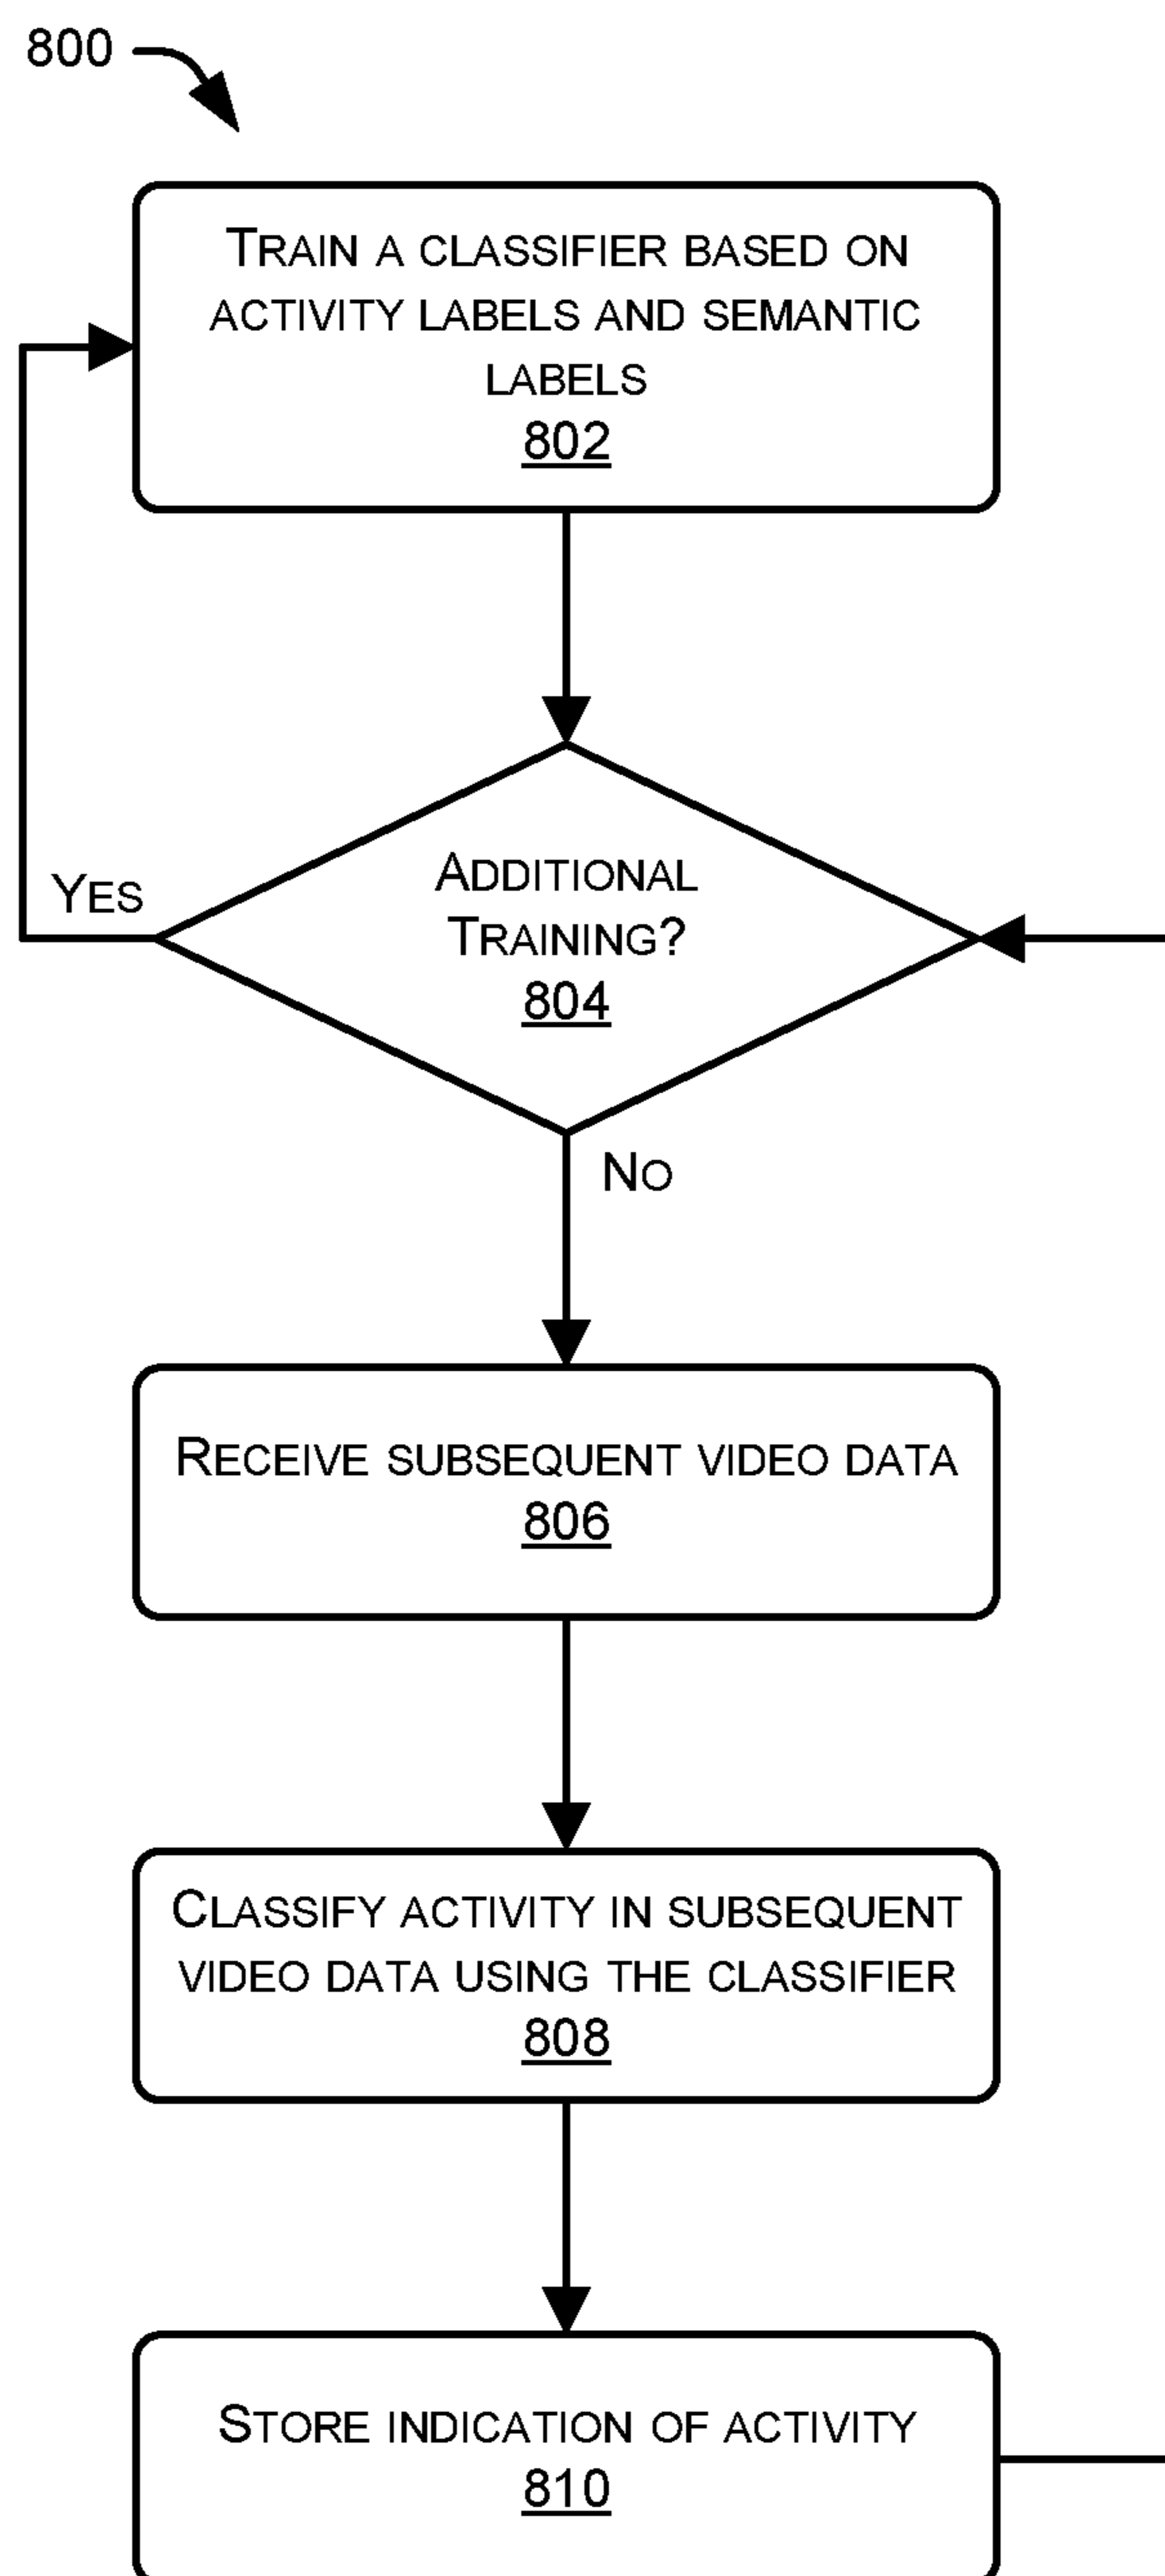 800
TRAIN A CLASSIFIER BASED ON
ACTIVITY LABELS AND SEMANTIC
LABELS
802
ADDITIONAL
TRAINING?
804
YES
NO
RECEIVE SUBSEQUENT VIDEO DATA
806
CLASSIFY ACTIVITY IN SUBSEQUENT
VIDEO DATA USING THE CLASSIFIER
808
STORE INDICATION OF ACTIVITY
810